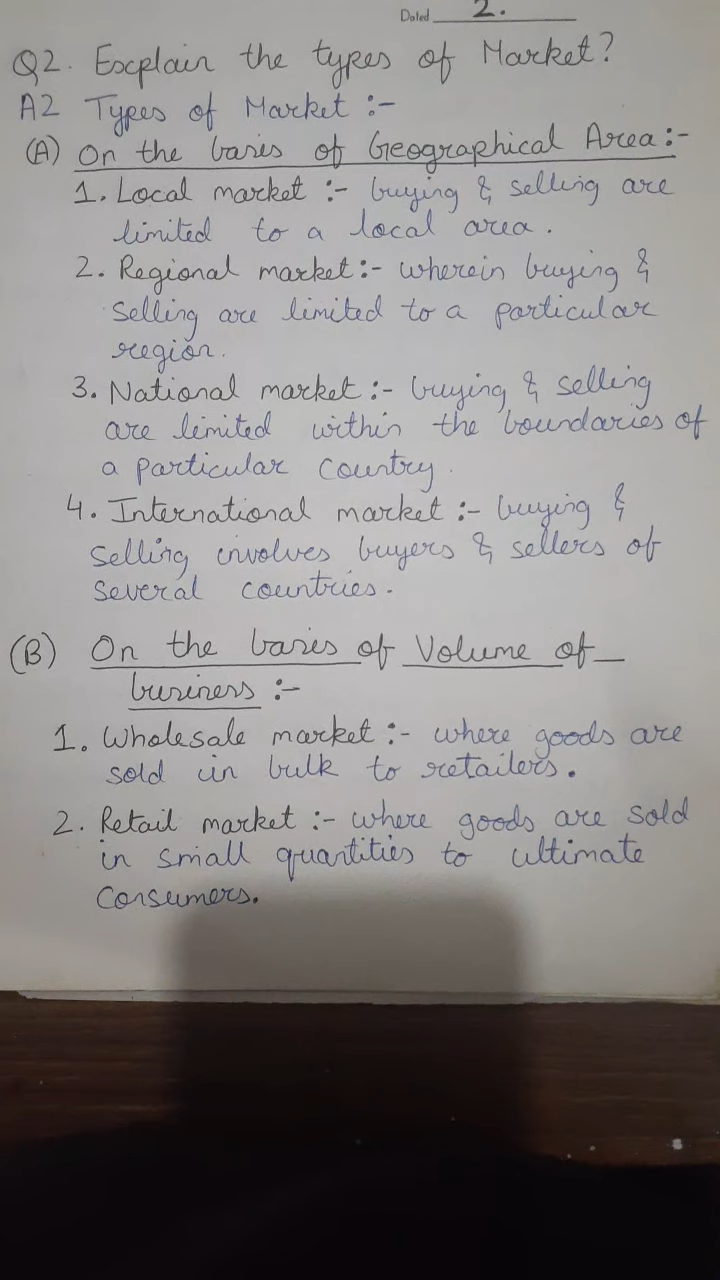 Dated 2.
Q2. Explain the types of Market?
A2 Types of Market :-
(A) On the basis of Geographical Area :-
1. Local market :- buying & selling are
limited to a local area.
2. Regional market :- wherein buying &
selling are limited to a particular
region.
3. National market :- buying & selling
are limited within the boundaries of
a particular country.
4. International market :- buying &
selling involves buyers & sellers of
several countries.
(B) On the basis of Volume of
business :-
1. Wholesale market :- where goods are
sold in bulk to retailers.
2. Retail market :- where goods are sold
in small quantities to ultimate
consumers.